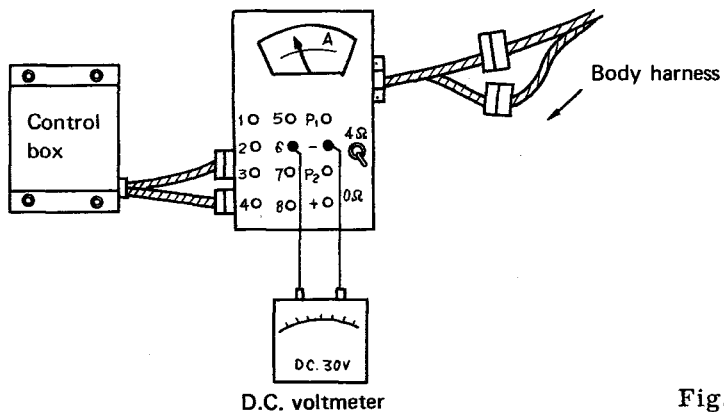 A
Body harness
Control
box
1 5 P1
4Ω
2 6 -
3 7 P2
4 8 + 0Ω
D.C. 30V
D.C. voltmeter
Fig